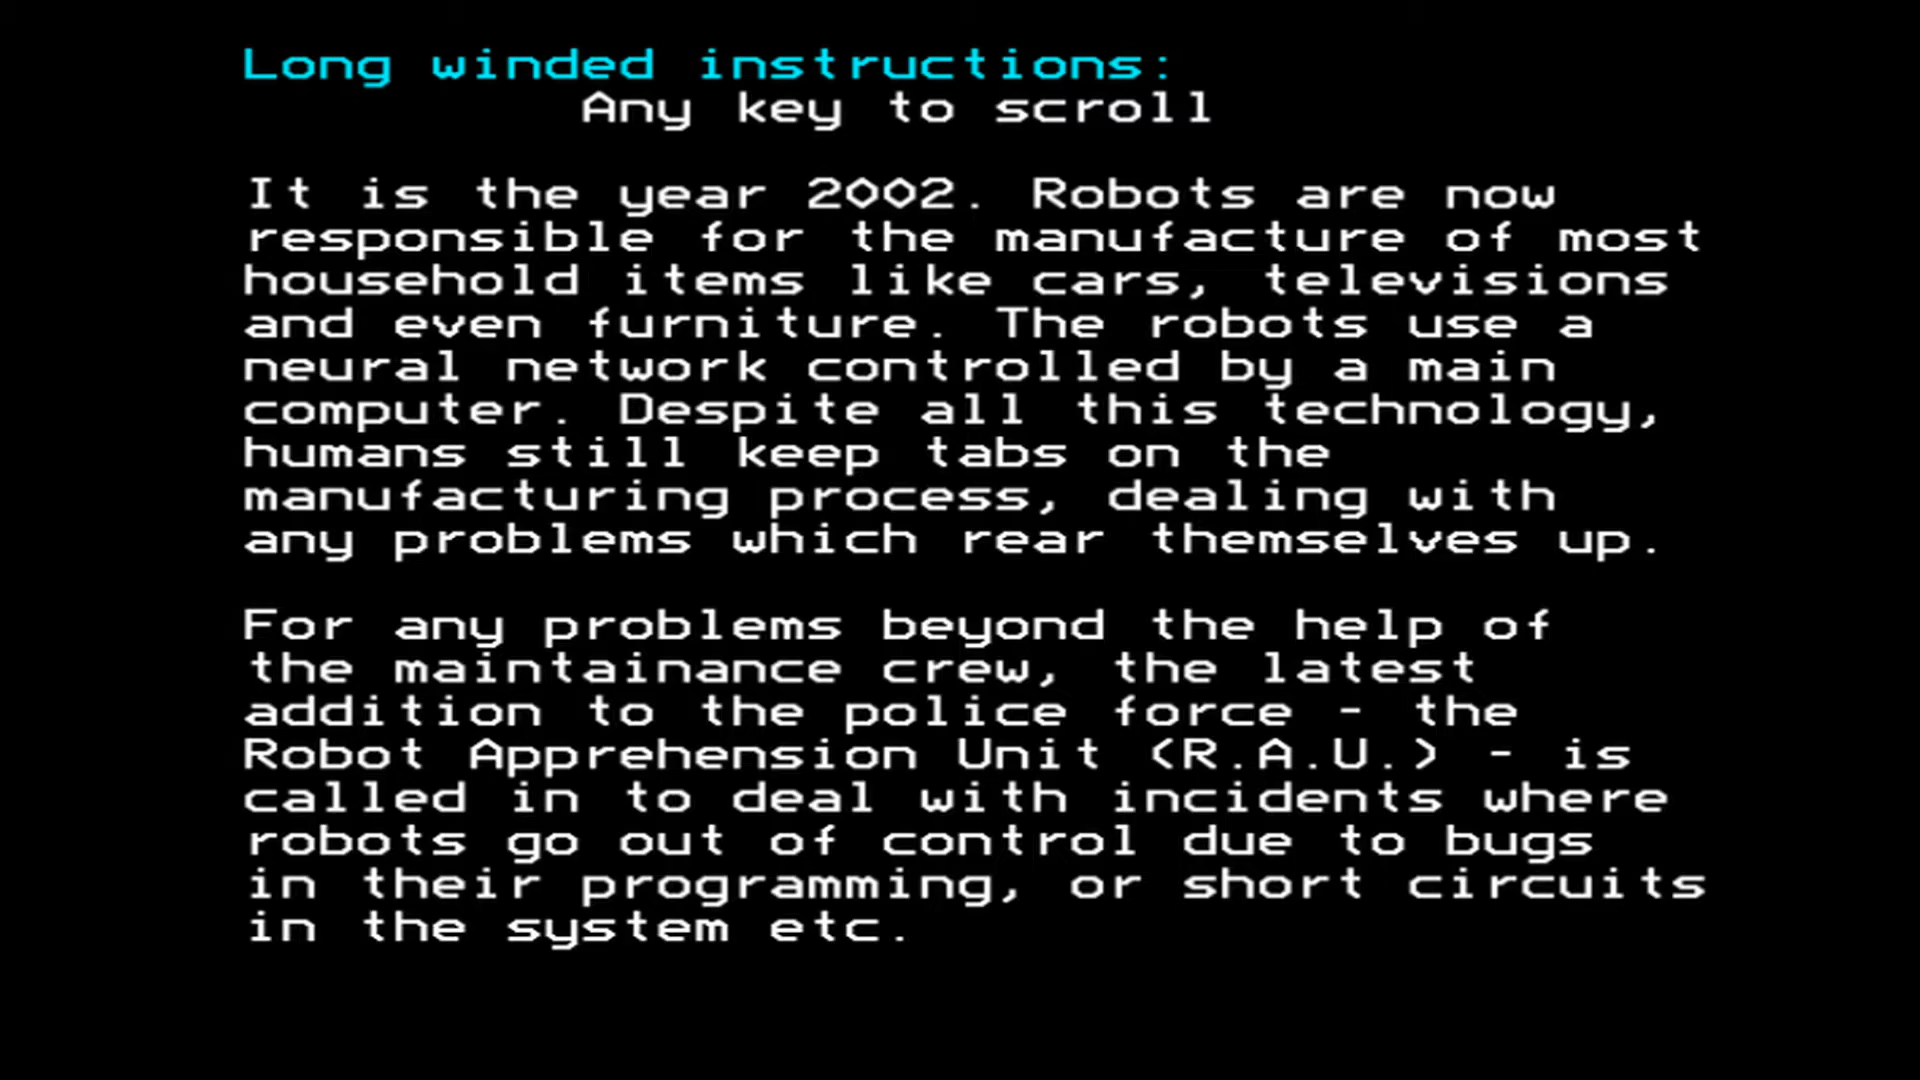 Long winded instructions:
Any key to scroll
It is the year 2002. Robots are now
responsible for the manufacture of most
household items like cars, televisions
and even furniture. The robots use a
neural network controlled by a main
computer. Despite all this technology,
humans still keep tabs on the
manufacturing process, dealing with
any problems which rear themselves up.
For any problems beyond the help of
the maintainance crew, the latest
addition to the police force - the
Robot Apprehension Unit (R.A.U.) - is
called in to deal with incidents where
robots go out of control due to bugs
in their programming, or short circuits
in the system etc.